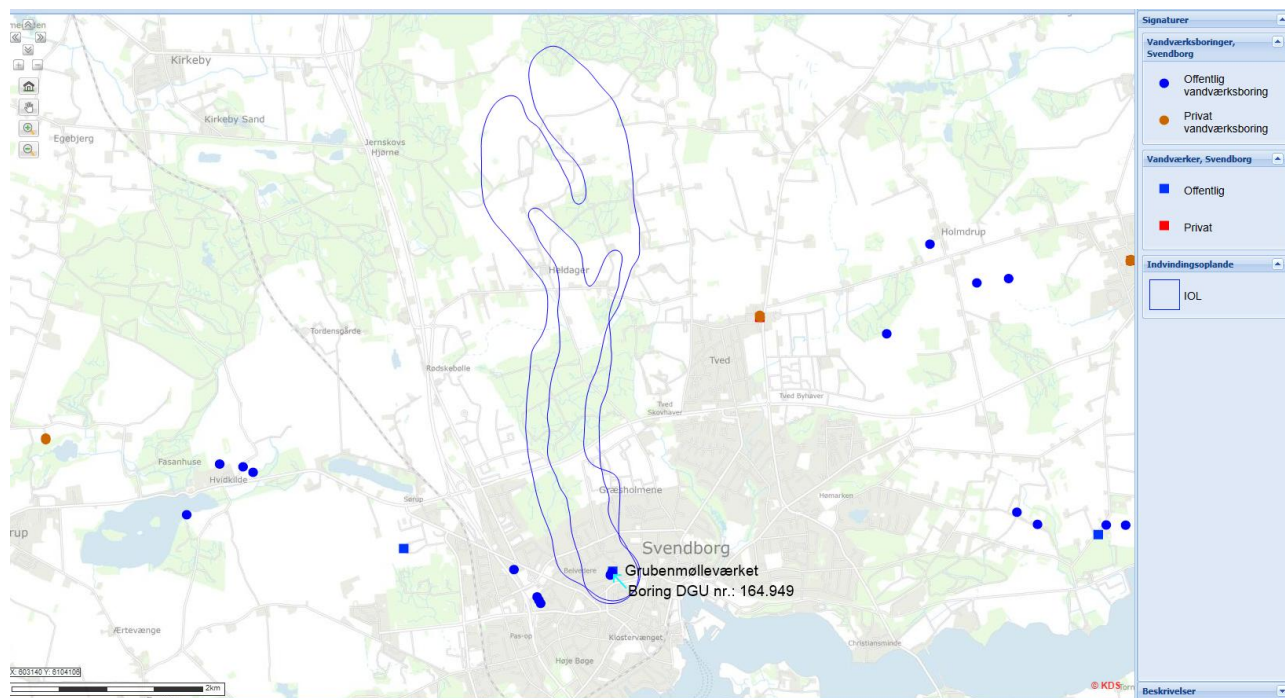 Kirkeby
Kirkeby Sand
Egebjerg
Jernskovs
Hjørne
Heldager
Holmdrup
Tordensgårde
Rødskebølle
Tved
Tved Byhaver
Tved
Skovhaver
Fasanhuse
Hvidkilde
Sørup
Græsholmene
Hømarken
rup
Svendborg
Belvedere
Grubenmølleværket
Boring DGU nr.: 164.949
Ærtevænge
Pas-op
Klostervænget
Christiansminde
Høje Bøge
X: 603140 Y: 6104106
2km
© KDS
Signaturer
Vandværksboringer,
Svendborg
Offentlig
vandværksboring
Privat
vandværksboring
Vandværker, Svendborg
Offentlig
Privat
Indvindingsoplande
IOL
Beskrivelser